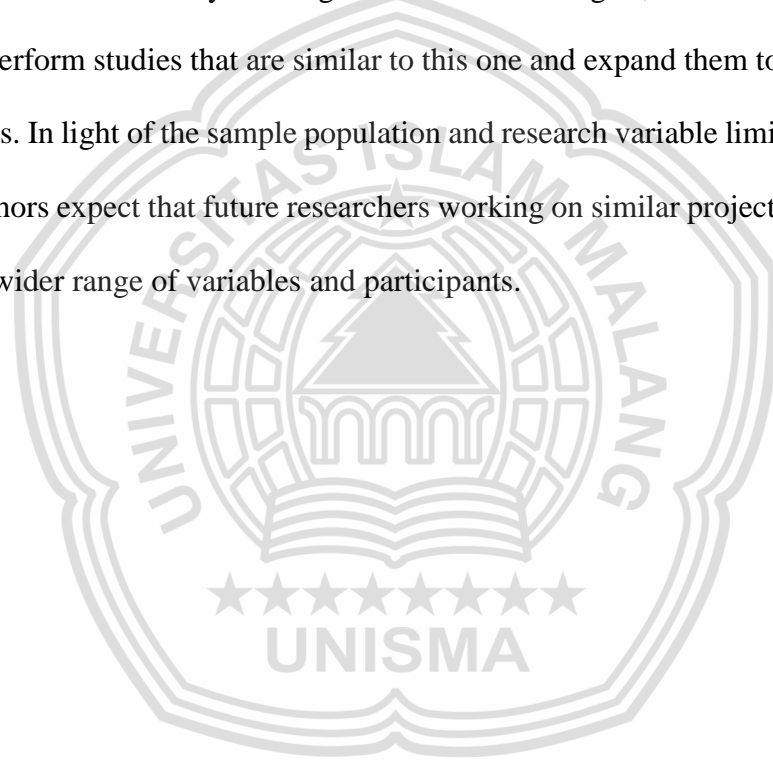 erform studies that are similar to this one and expand them to
s. In light of the sample population and research variable limi
hors expect that future researchers working on similar project
wider range of variables and participants.
UNIVERSITAS ISLAM MALANG
UNISMA